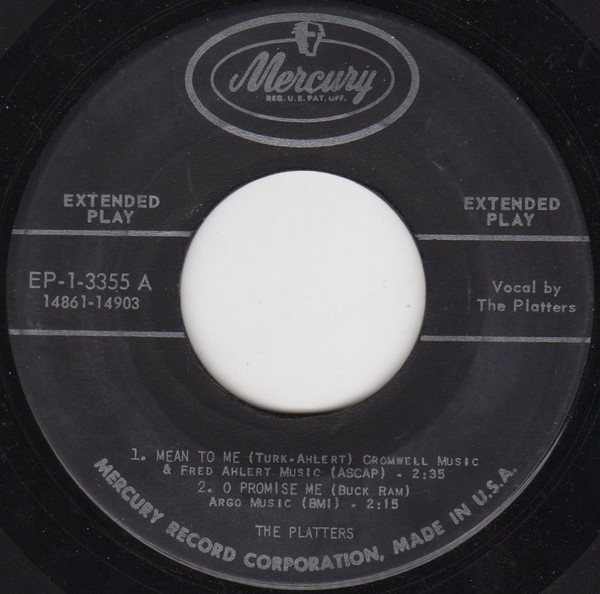 Mercury
REG. U.S. PAT. OFF.
EXTENDED
PLAY
EXTENDED
PLAY
EP-1-3355 A
14861-14903
Vocal by
The Platters
1. MEAN TO ME (TURK-AHLERT) CROMWELL MUSIC
& FRED AHLERT MUSIC (ASCAP) - 2:35
2. O PROMISE ME (BUCK RAM)
ARGO MUSIC (BMI) - 2:15
THE PLATTERS
MERCURY RECORD CORPORATION, MADE IN U.S.A.